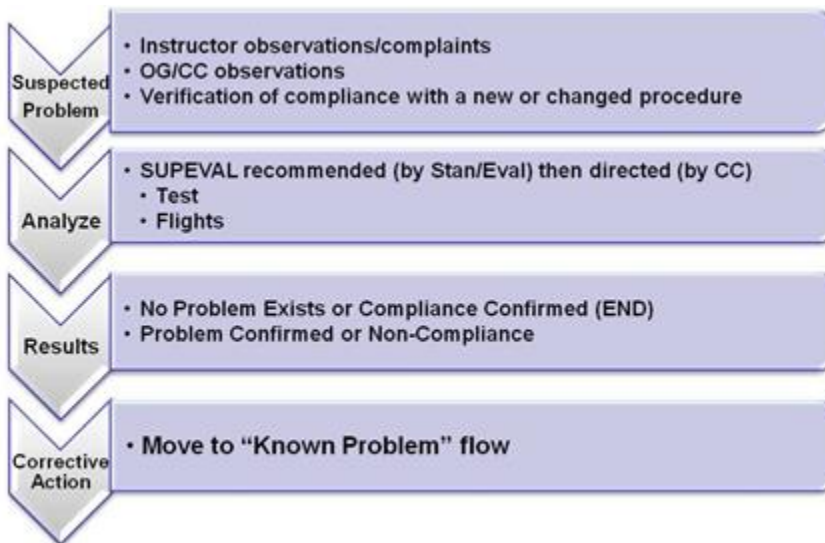 Suspected
Problem
• Instructor observations/complaints
• OG/CC observations
• Verification of compliance with a new or changed procedure
Analyze
• SUPEVAL recommended (by Stan/Eval) then directed (by CC)
• Test
• Flights
Results
• No Problem Exists or Compliance Confirmed (END)
• Problem Confirmed or Non-Compliance
Corrective
Action
• Move to “Known Problem” flow